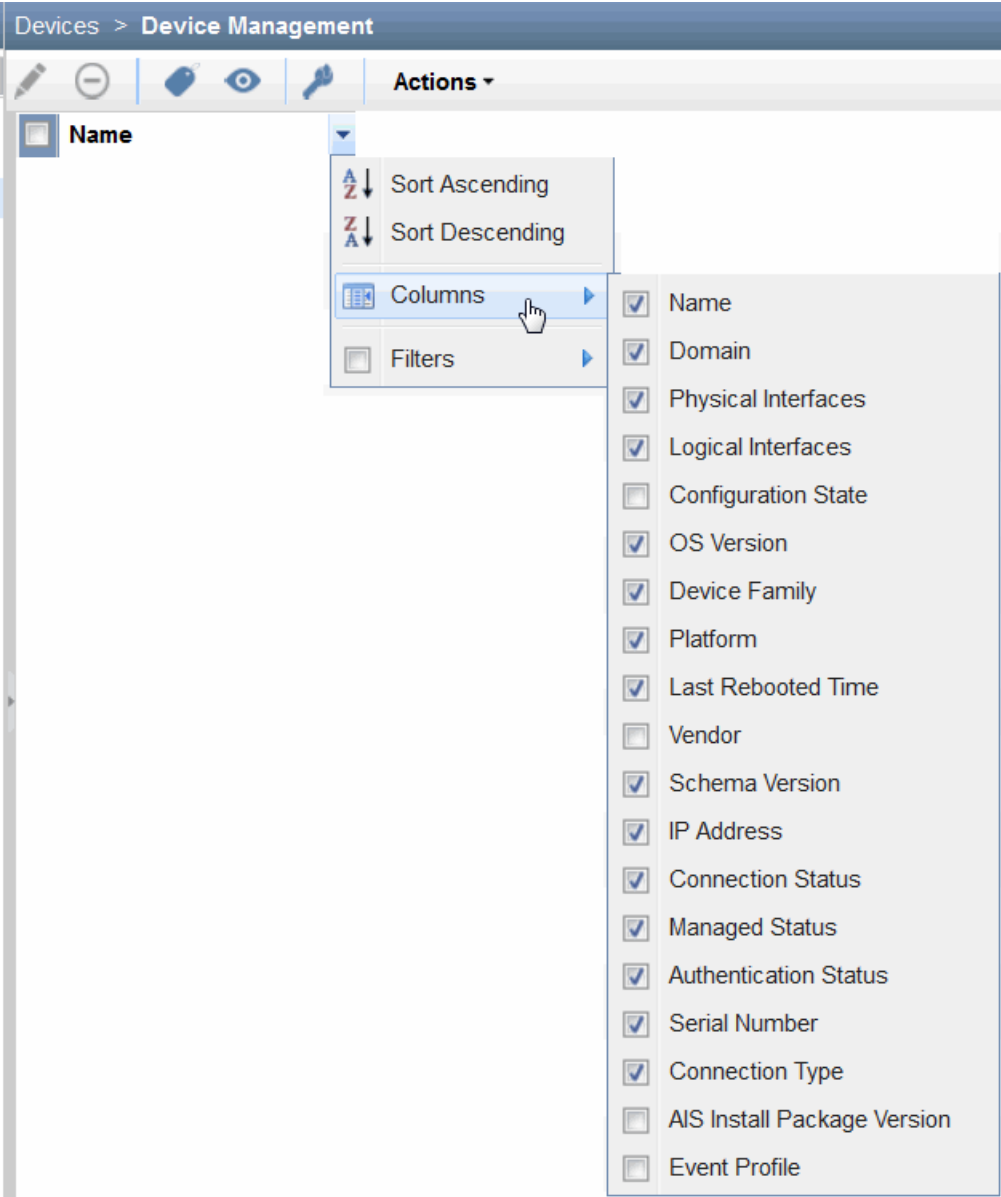 Devices > Device Management
Actions
Name
Sort Ascending
Sort Descending
Columns
Filters
Name
Domain
Physical Interfaces
Logical Interfaces
Configuration State
OS Version
Device Family
Platform
Last Rebooted Time
Vendor
Schema Version
IP Address
Connection Status
Managed Status
Authentication Status
Serial Number
Connection Type
AIS Install Package Version
Event Profile